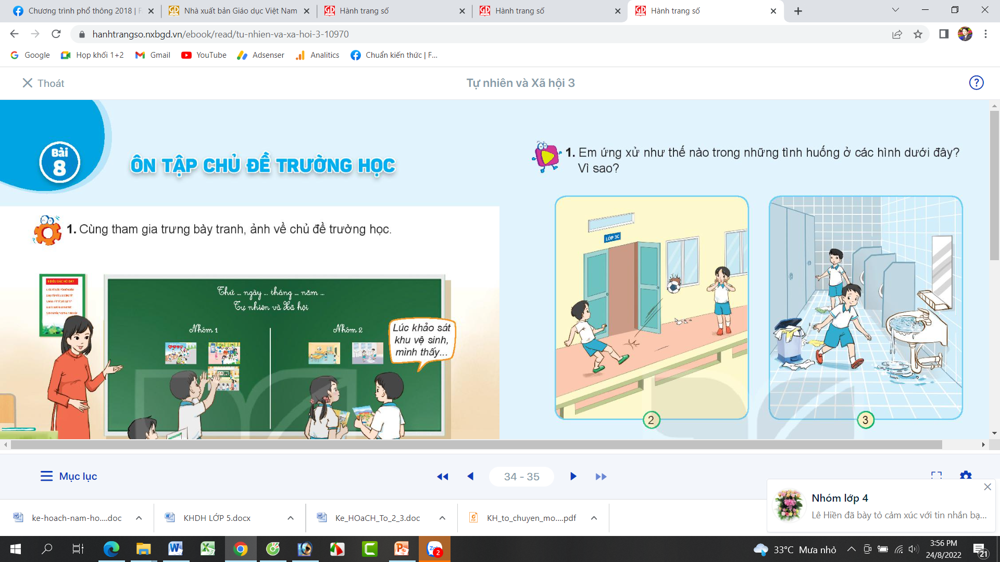 Chương trình phổ thông 2018 | F
Nhà xuất bản Giáo dục Việt Nam
Hành trang số
Hành trang số
Hành trang số
hanhtrangso.nxbgd.vn/ebook/read/tu-nhien-va-xa-hoi-3-10970
Google
Họp khối 1+2
Gmail
YouTube
Adsenser
Analitics
Chuẩn kiến thức | F...
Thoát
Tự nhiên và Xã hội 3
?
Bài
8
ÔN TẬP CHỦ ĐỀ TRƯỜNG HỌC
1. Cùng tham gia trưng bày tranh, ảnh về chủ đề trường học.
5 ĐIỀU BÁC HỒ DẠY
Thứ ... ngày ... tháng ... năm ...
Tự nhiên và Xã hội
Nhóm 1
Nhóm 2
Lúc khảo sát
khu vệ sinh,
mình thấy...
1. Em ứng xử như thế nào trong những tình huống ở các hình dưới đây?
Vì sao?
LỚP 3C
2
3
Mục lục
34 - 35
Nhóm lớp 4
Lê Hiền đã bày tỏ cảm xúc với tin nhắn bạ...
ke-hoach-nam-ho....doc
KHDH LỚP 5.docx
Ke_HOaCH_To_2_3.doc
KH_to_chuyen_mo....pdf
2
33°C Mưa nhỏ
3:56 PM
24/8/2022
21